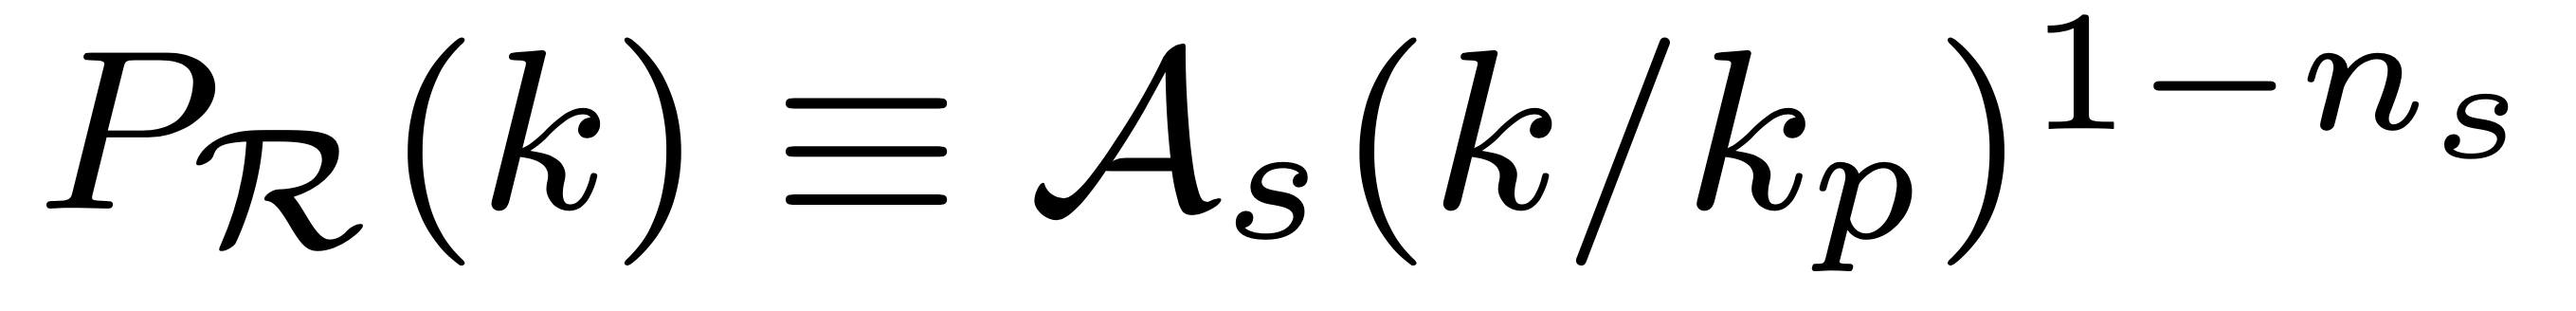 $P_{\mathcal{R}}(k) \equiv \mathcal{A}_s (k/k_p)^{1-n_s}$